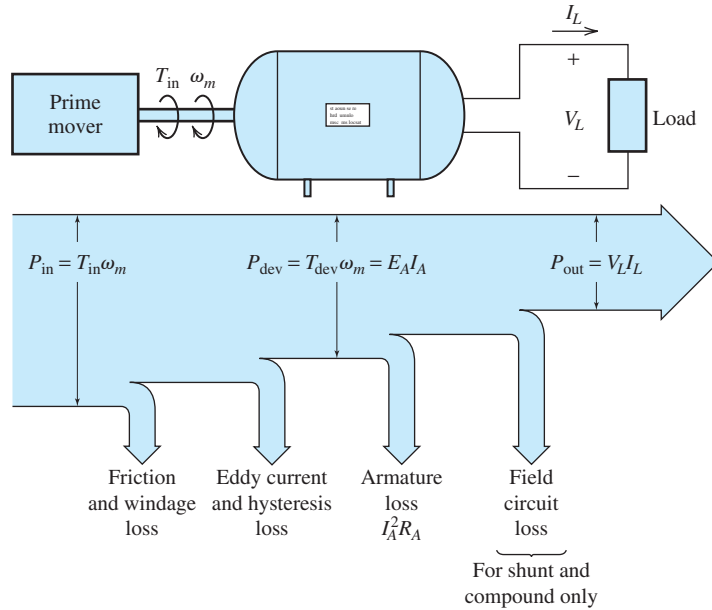 I_L
T_in ω_m
+
Prime
mover
V_L
Load
−
P_in = T_in ω_m
P_dev = T_dev ω_m = E_A I_A
P_out = V_L I_L
Friction
and windage
loss
Eddy current
and hysteresis
loss
Armature
loss
I_A^2 R_A
Field
circuit
loss
For shunt and
compound only